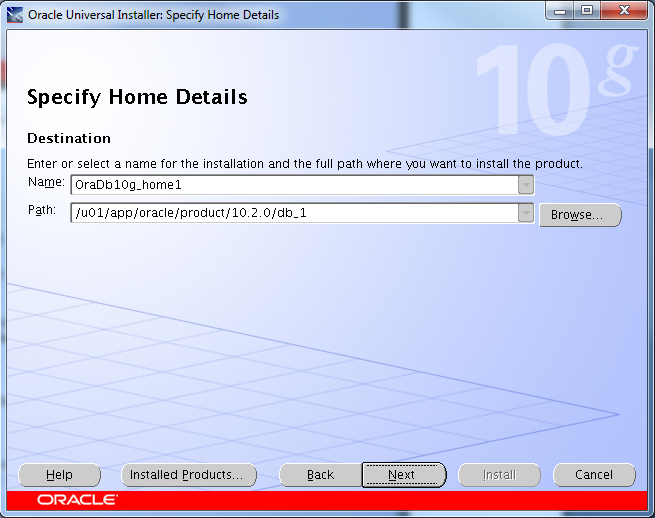 Oracle Universal Installer: Specify Home Details
10g
Specify Home Details
Destination
Enter or select a name for the installation and the full path where you want to install the product.
Name: OraDb10g_home1
Path: /u01/app/oracle/product/10.2.0/db_1 Browse...
Help Installed Products... Back Next Install Cancel
ORACLE